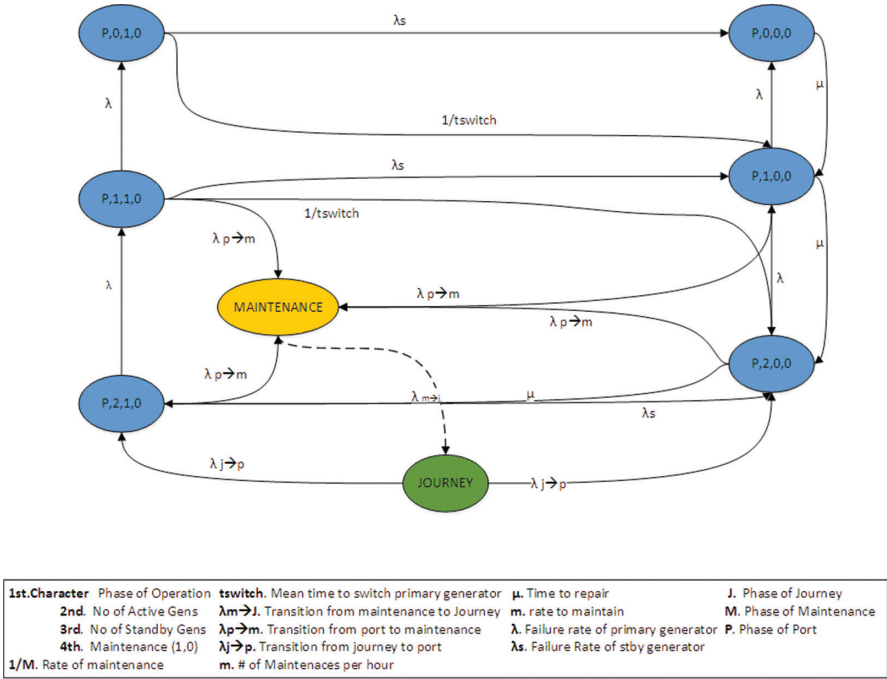 P,0,1,0
λs
P,0,0,0
μ
λ
λ
1/tswitch
λs
P,1,1,0
P,1,0,0
1/tswitch
μ
λ p→m
λ
λ
λ p→m
MAINTENANCE
λ p→m
P,2,0,0
λ p→m
λ m→j
μ
P,2,1,0
λs
λ j→p
JOURNEY
λ j→p
1st.Character Phase of Operation tswitch. Mean time to switch primary generator μ. Time to repair J. Phase of Journey
2nd. No of Active Gens λm→J. Transition from maintenance to Journey m. rate to maintain M. Phase of Maintenance
3rd. No of Standby Gens λp→m. Transition from port to maintenance λ. Failure rate of primary generator P. Phase of Port
4th. Maintenance (1,0) λj→p. Transition from journey to port λs. Failure Rate of stby generator
1/M. Rate of maintenance m. # of Maintenaces per hour